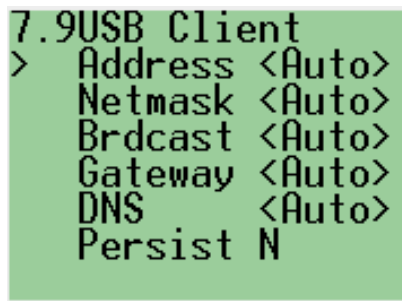 7.9USB Client
> Address <Auto>
Netmask <Auto>
Brdcast <Auto>
Gateway <Auto>
DNS <Auto>
Persist N